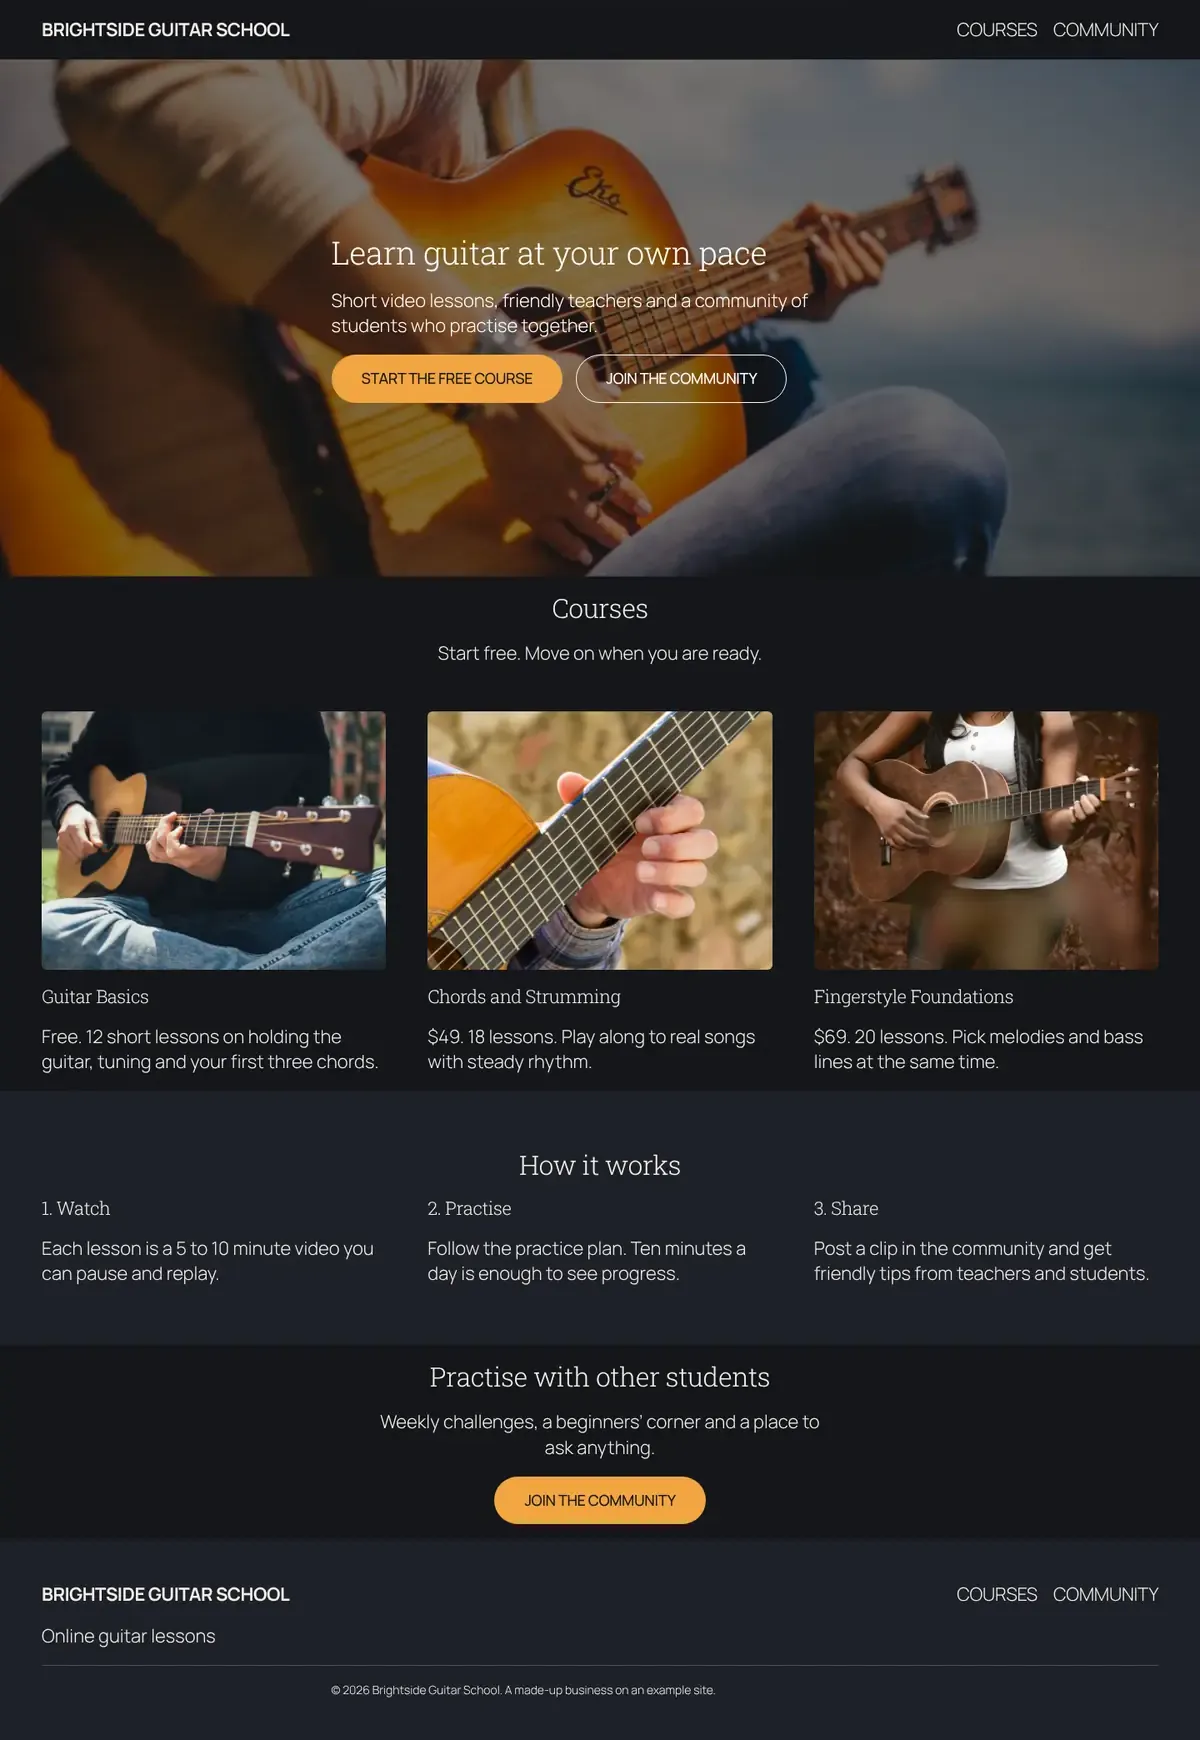 BRIGHTSIDE GUITAR SCHOOL
COURSES COMMUNITY
Eko
Learn guitar at your own pace
Short video lessons, friendly teachers and a community of
students who practise together.
START THE FREE COURSE
JOIN THE COMMUNITY
Courses
Start free. Move on when you are ready.
Guitar Basics
Free. 12 short lessons on holding the
guitar, tuning and your first three chords.
Chords and Strumming
$49. 18 lessons. Play along to real songs
with steady rhythm.
Fingerstyle Foundations
$69. 20 lessons. Pick melodies and bass
lines at the same time.
How it works
1. Watch
Each lesson is a 5 to 10 minute video you
can pause and replay.
2. Practise
Follow the practice plan. Ten minutes a
day is enough to see progress.
3. Share
Post a clip in the community and get
friendly tips from teachers and students.
Practise with other students
Weekly challenges, a beginners’ corner and a place to
ask anything.
JOIN THE COMMUNITY
BRIGHTSIDE GUITAR SCHOOL
COURSES COMMUNITY
Online guitar lessons
© 2026 Brightside Guitar School. A made-up business on an example site.